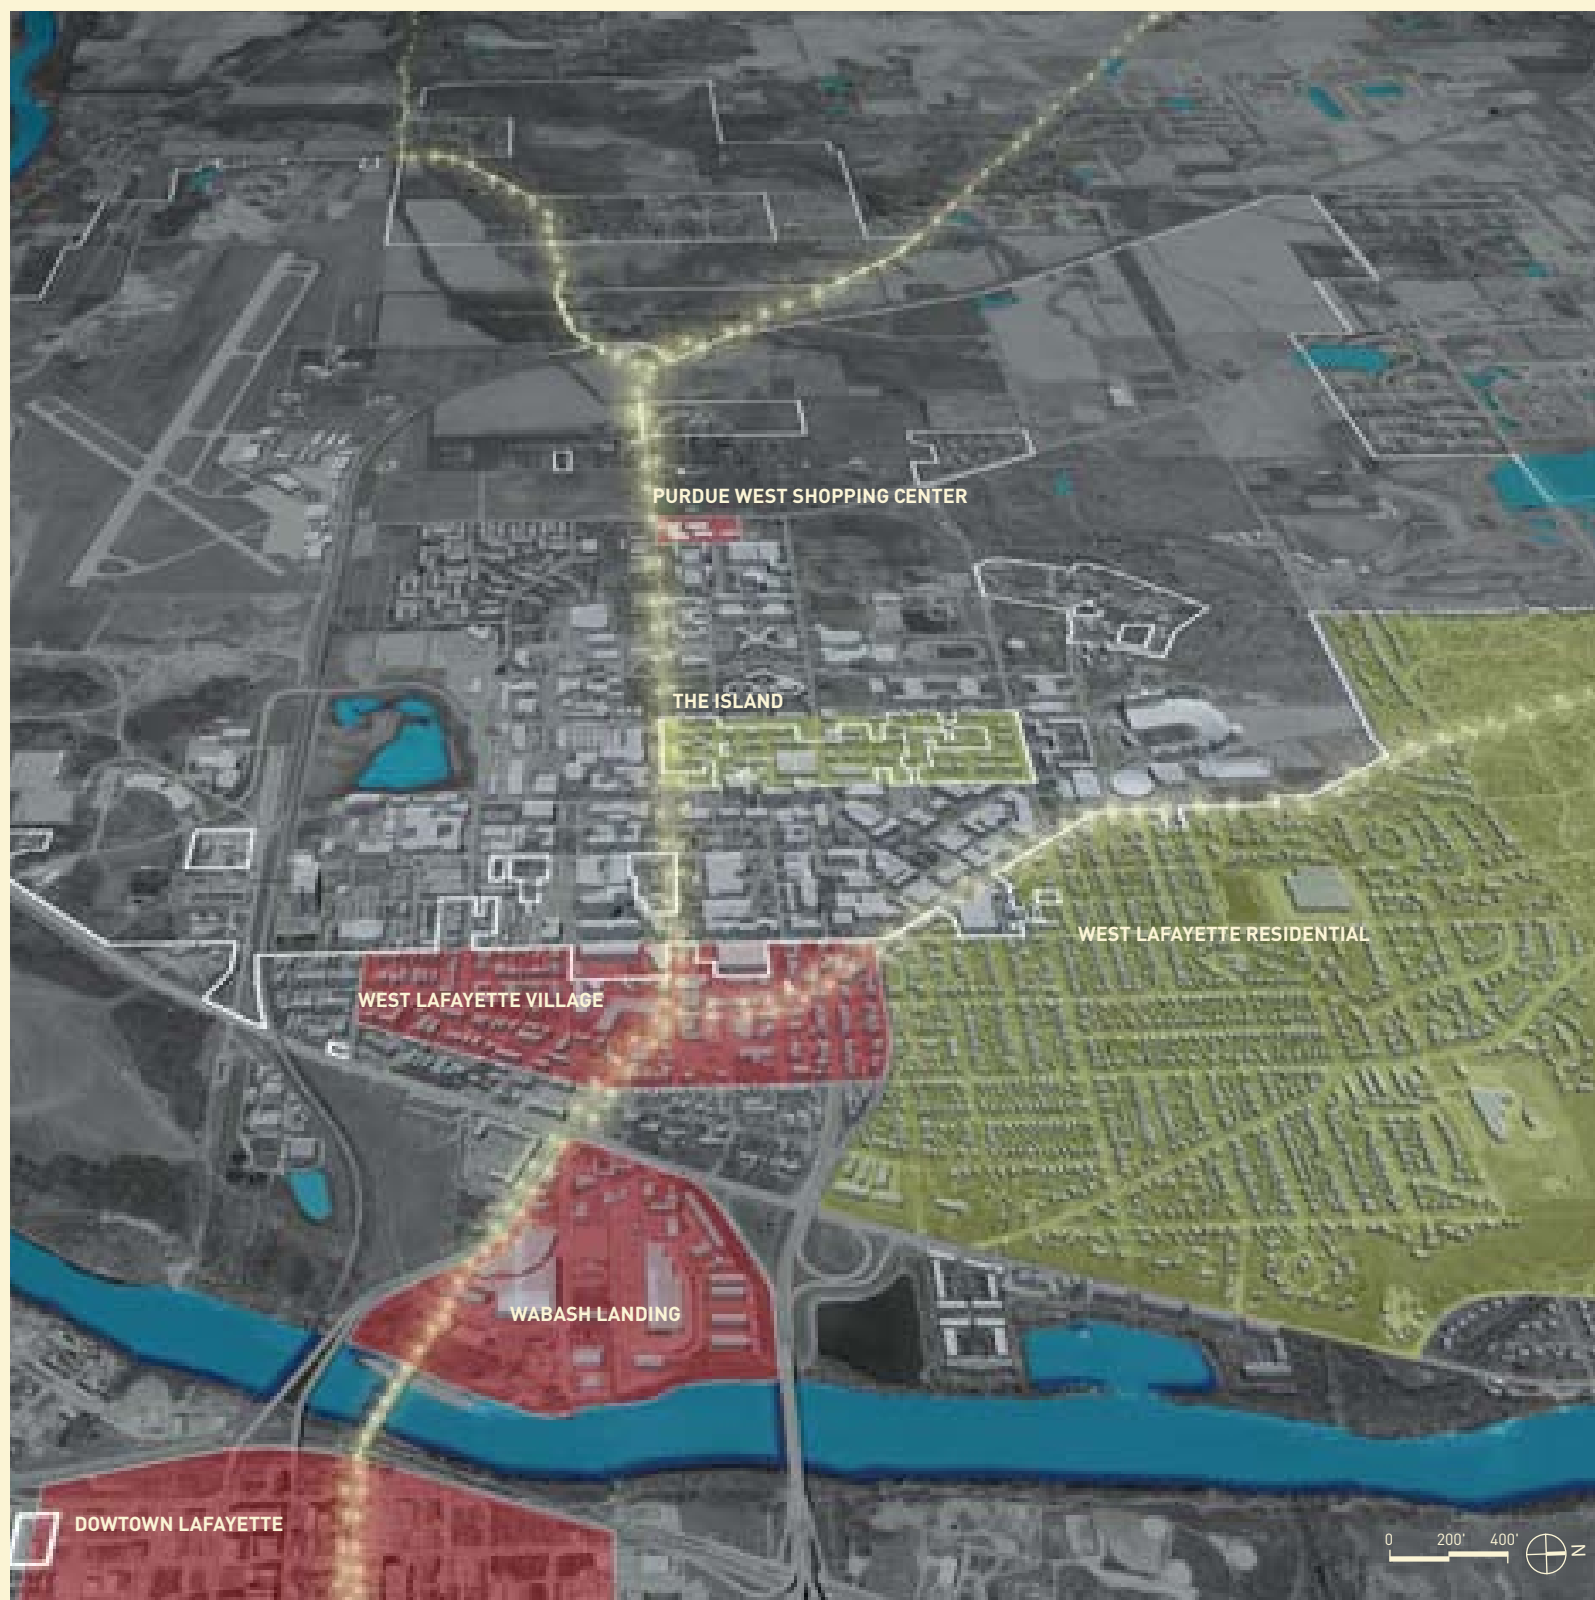 PURDUE WEST SHOPPING CENTER
THE ISLAND
WEST LAFAYETTE RESIDENTIAL
WEST LAFAYETTE VILLAGE
WABASH LANDING
DOWTOWN LAFAYETTE
0 200' 400'
N